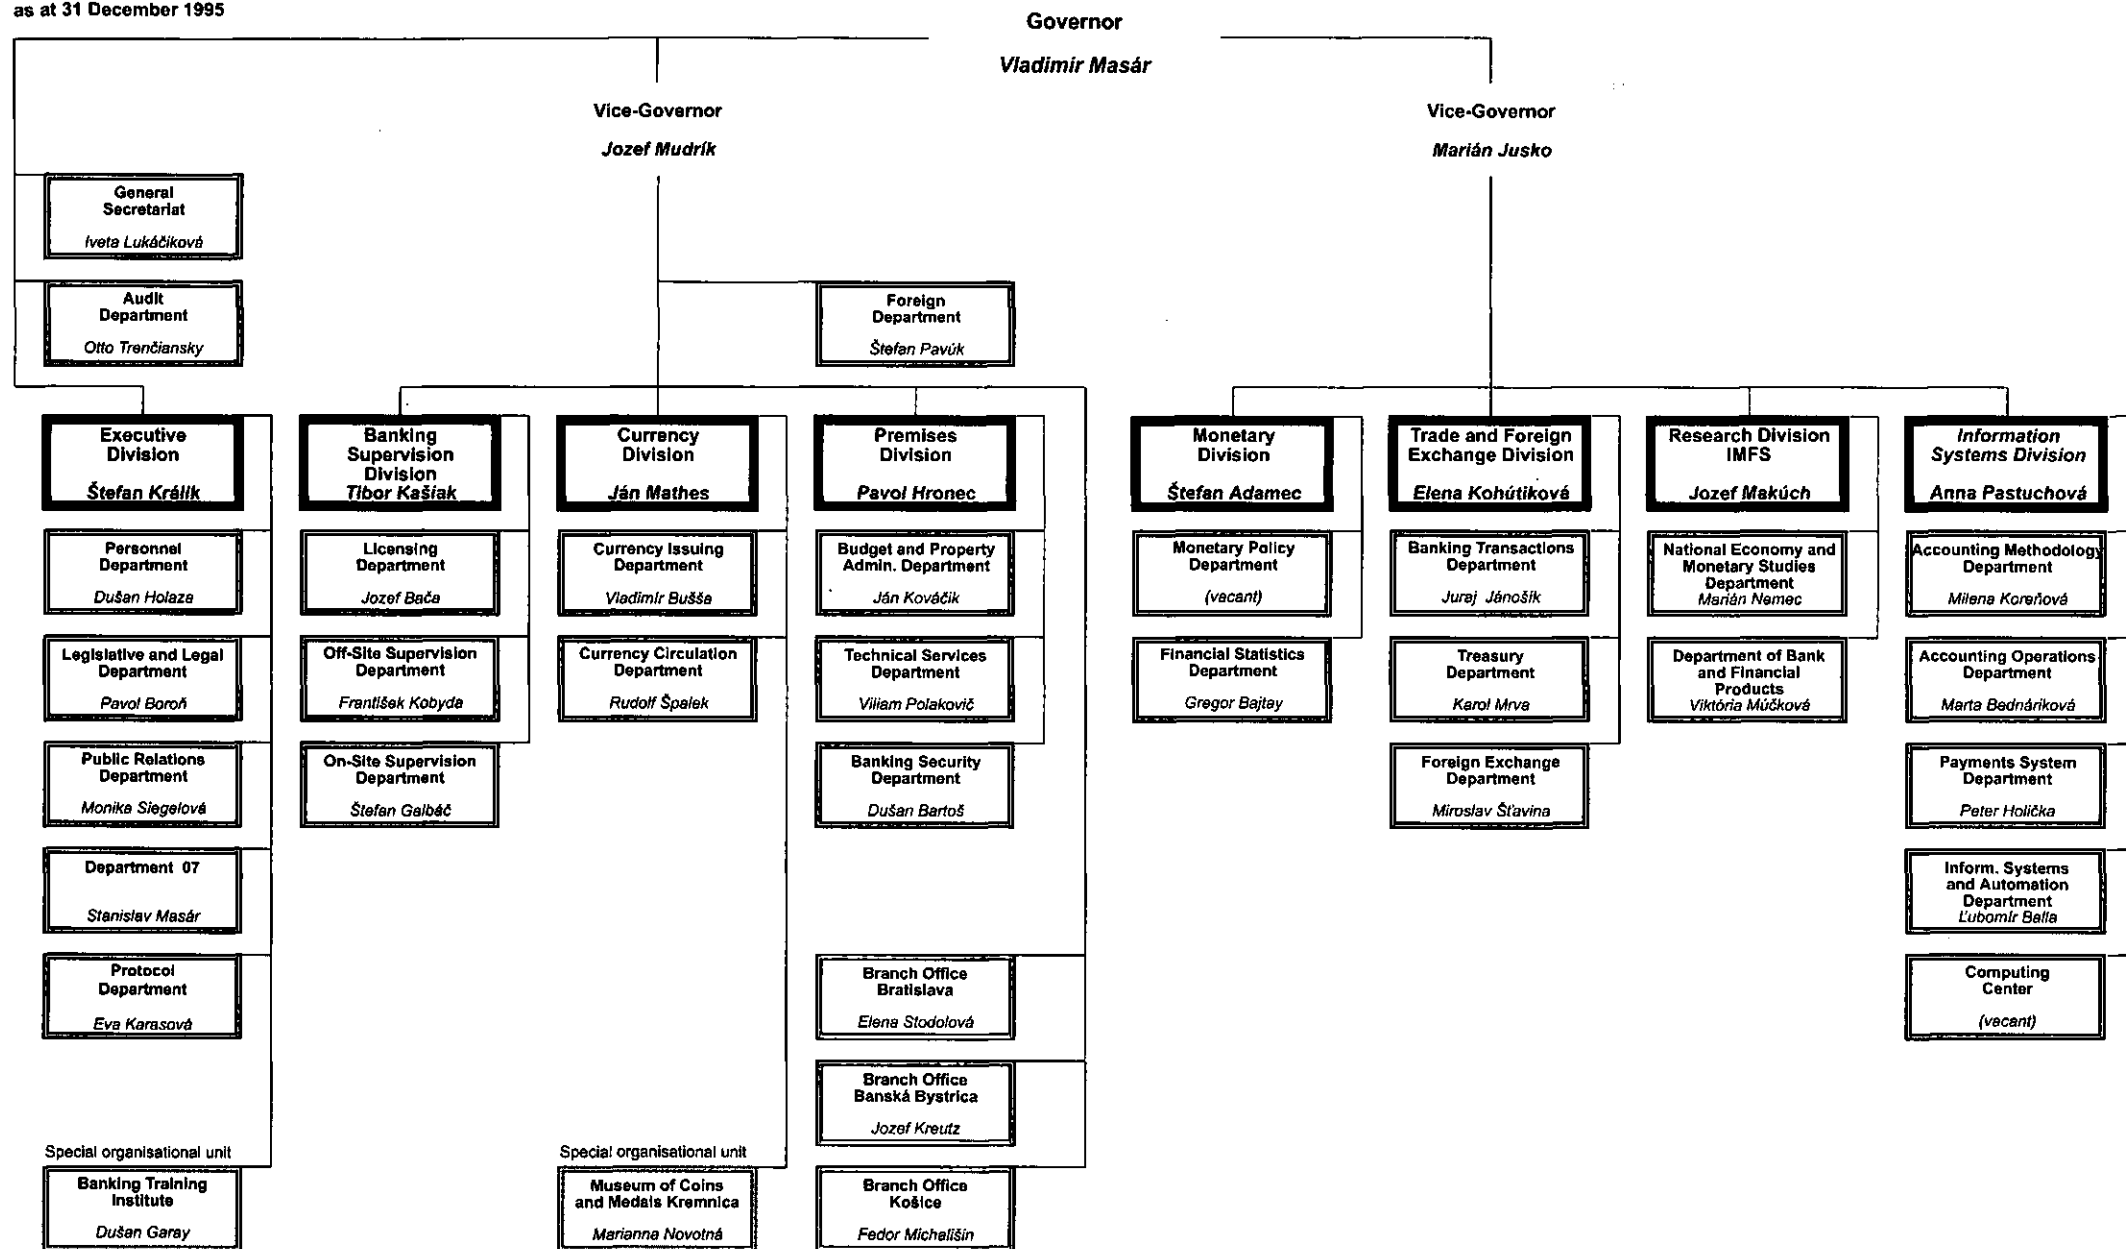 as at 31 December 1995
Governor
Vladimír Masár
Vice-Governor
Jozef Mudrík
Vice-Governor
Marián Jusko
General
Secretariat
Iveta Lukáčiková
Audit
Department
Otto Trenčiansky
Foreign
Department
Štefan Pavúk
Executive
Division
Štefan Králik
Personnel
Department
Dušan Holaza
Legislative and Legal
Department
Pavol Boroň
Public Relations
Department
Monika Siegelová
Department 07
Stanislav Masár
Protocol
Department
Eva Karasová
Special organisational unit
Banking Training
Institute
Dušan Garay
Banking
Supervision
Division
Tibor Kašiak
Licensing
Department
Jozef Bača
Off-Site Supervision
Department
František Kobyda
On-Site Supervision
Department
Štefan Galbáč
Currency
Division
Ján Mathes
Currency Issuing
Department
Vladimír Bušša
Currency Circulation
Department
Rudolf Špalek
Special organisational unit
Museum of Coins
and Medals Kremnica
Marianna Novotná
Premises
Division
Pavol Hronec
Budget and Property
Admin. Department
Ján Kováčik
Technical Services
Department
Viliam Polakovič
Banking Security
Department
Dušan Bartoš
Branch Office
Bratislava
Elena Stodolová
Branch Office
Banská Bystrica
Jozef Kreutz
Branch Office
Košice
Fedor Michališin
Monetary
Division
Štefan Adamec
Monetary Policy
Department
(vacant)
Financial Statistics
Department
Gregor Bajtay
Trade and Foreign
Exchange Division
Elena Kohútiková
Banking Transactions
Department
Juraj Jánošík
Treasury
Department
Karol Mrva
Foreign Exchange
Department
Miroslav Šťavina
Research Division
IMFS
Jozef Makúch
National Economy and
Monetary Studies
Department
Marián Nemec
Department of Bank
and Financial
Products
Viktória Múčková
Information
Systems Division
Anna Pastuchová
Accounting Methodology
Department
Milena Koreňová
Accounting Operations
Department
Marta Bednáriková
Payments System
Department
Peter Holička
Inform. Systems
and Automation
Department
Ľubomír Balla
Computing
Center
(vacant)